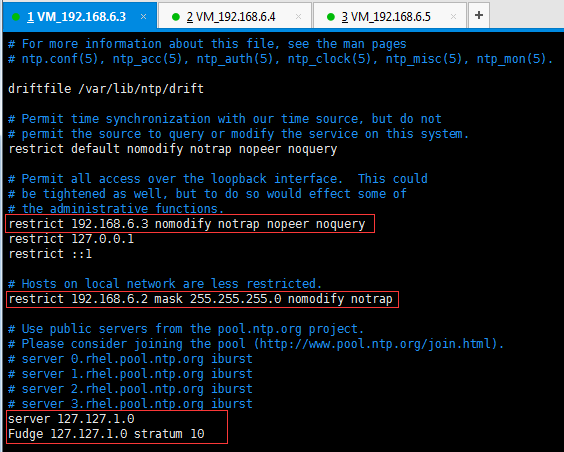 1 VM_192.168.6.3 × 2 VM_192.168.6.4 × 3 VM_192.168.6.5 × +
# For more information about this file, see the man pages
# ntp.conf(5), ntp_acc(5), ntp_auth(5), ntp_clock(5), ntp_misc(5), ntp_mon(5).
driftfile /var/lib/ntp/drift
# Permit time synchronization with our time source, but do not
# permit the source to query or modify the service on this system.
restrict default nomodify notrap nopeer noquery
# Permit all access over the loopback interface.  This could
# be tightened as well, but to do so would effect some of
# the administrative functions.
restrict 192.168.6.3 nomodify notrap nopeer noquery
restrict 127.0.0.1
restrict ::1
# Hosts on local network are less restricted.
restrict 192.168.6.2 mask 255.255.255.0 nomodify notrap
# Use public servers from the pool.ntp.org project.
# Please consider joining the pool (http://www.pool.ntp.org/join.html).
# server 0.rhel.pool.ntp.org iburst
# server 1.rhel.pool.ntp.org iburst
# server 2.rhel.pool.ntp.org iburst
# server 3.rhel.pool.ntp.org iburst
server 127.127.1.0
Fudge 127.127.1.0 stratum 10